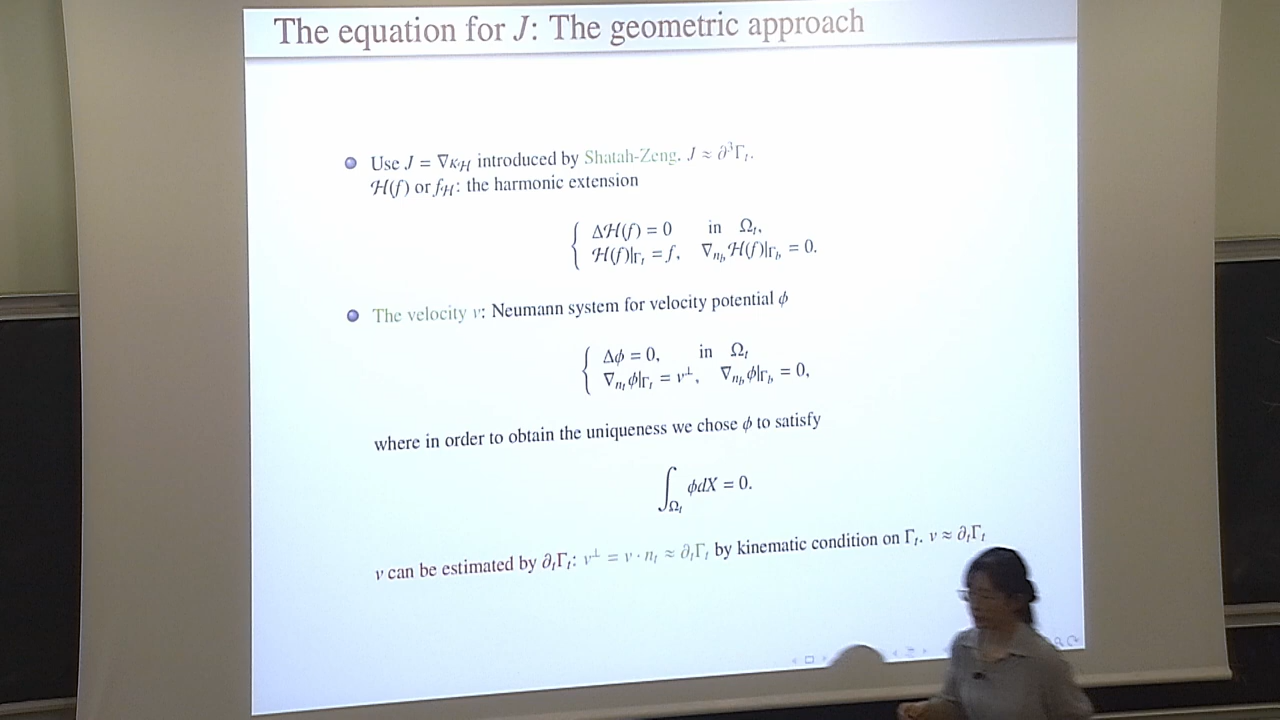 The equation for J: The geometric approach
Use J = ∇κ_H introduced by Shatah-Zeng. J ≈ ∂³Γ_t.
ℋ(f) or f_H: the harmonic extension
Δℋ(f) = 0 in Ω_t,
ℋ(f)|Γ_t = f, ∇_{n_b}ℋ(f)|Γ_b = 0.
The velocity v: Neumann system for velocity potential ϕ
Δϕ = 0, in Ω_t
∇_{n_t}ϕ|Γ_t = v^⊥, ∇_{n_b}ϕ|Γ_b = 0,
where in order to obtain the uniqueness we chose ϕ to satisfy
∫_{Ω_t} ϕdX = 0.
v can be estimated by ∂_tΓ_t: v^⊥ = v · n_t ≈ ∂_tΓ_t by kinematic condition on Γ_t. v ≈ ∂_tΓ_t